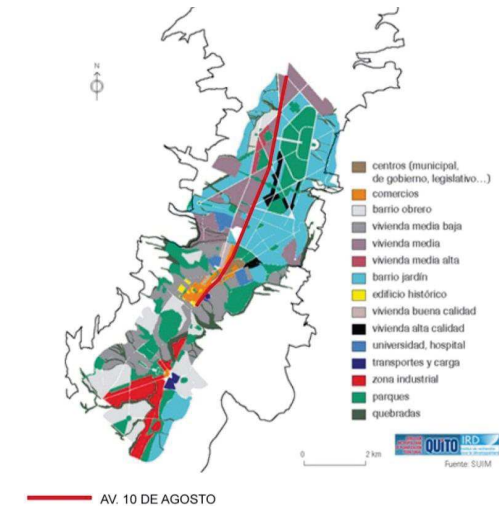 N
centros (municipal,
de gobierno, legislativo...)
comercios
barrio obrero
vivienda media baja
vivienda media
vivienda media alta
barrio jardín
edificio histórico
vivienda buena calidad
vivienda alta calidad
universidad, hospital
transportes y carga
zona industrial
parques
quebradas
0 2 km
QUITO IRD
Fuente: SUIM
AV. 10 DE AGOSTO